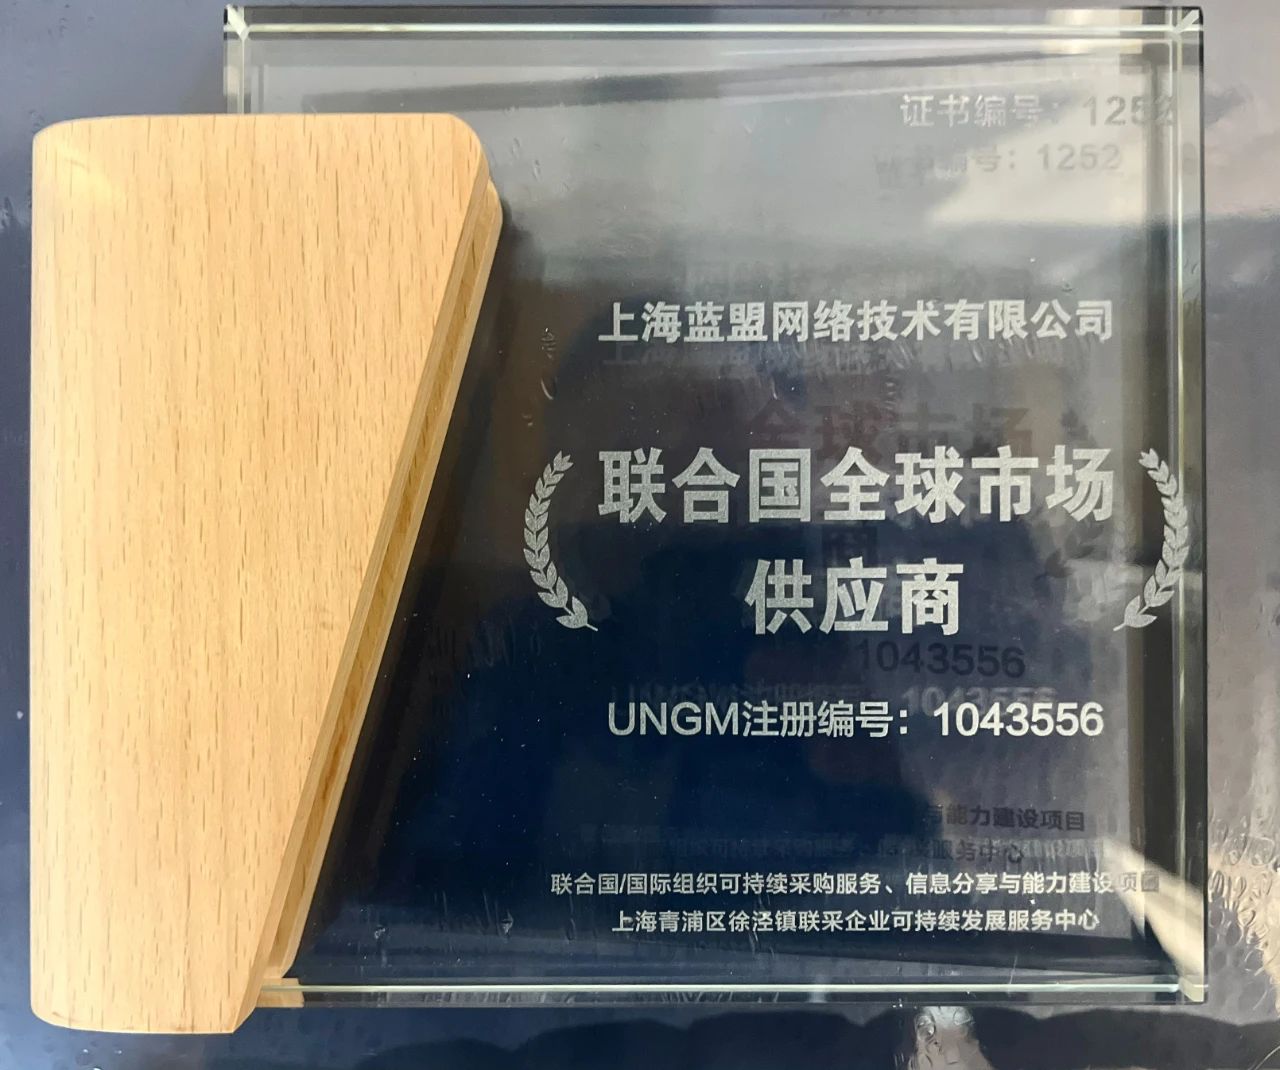 证书编号：1252
上海蓝盟网络技术有限公司
联合国全球市场
供应商
UNGM注册编号：1043556
联合国/国际组织可持续采购服务、信息分享与能力建设项目
上海青浦区徐泾镇联采企业可持续发展服务中心